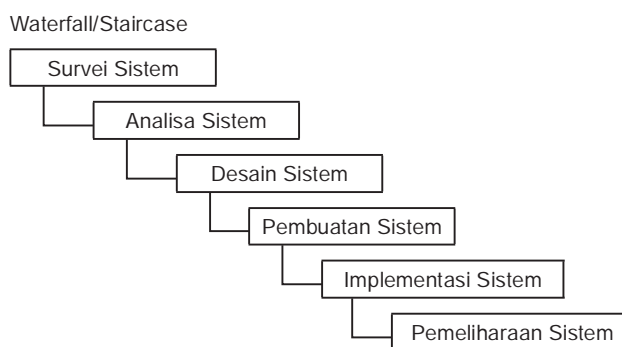 Waterfall/Staircase
Survei Sistem
Analisa Sistem
Desain Sistem
Pembuatan Sistem
Implementasi Sistem
Pemeliharaan Sistem